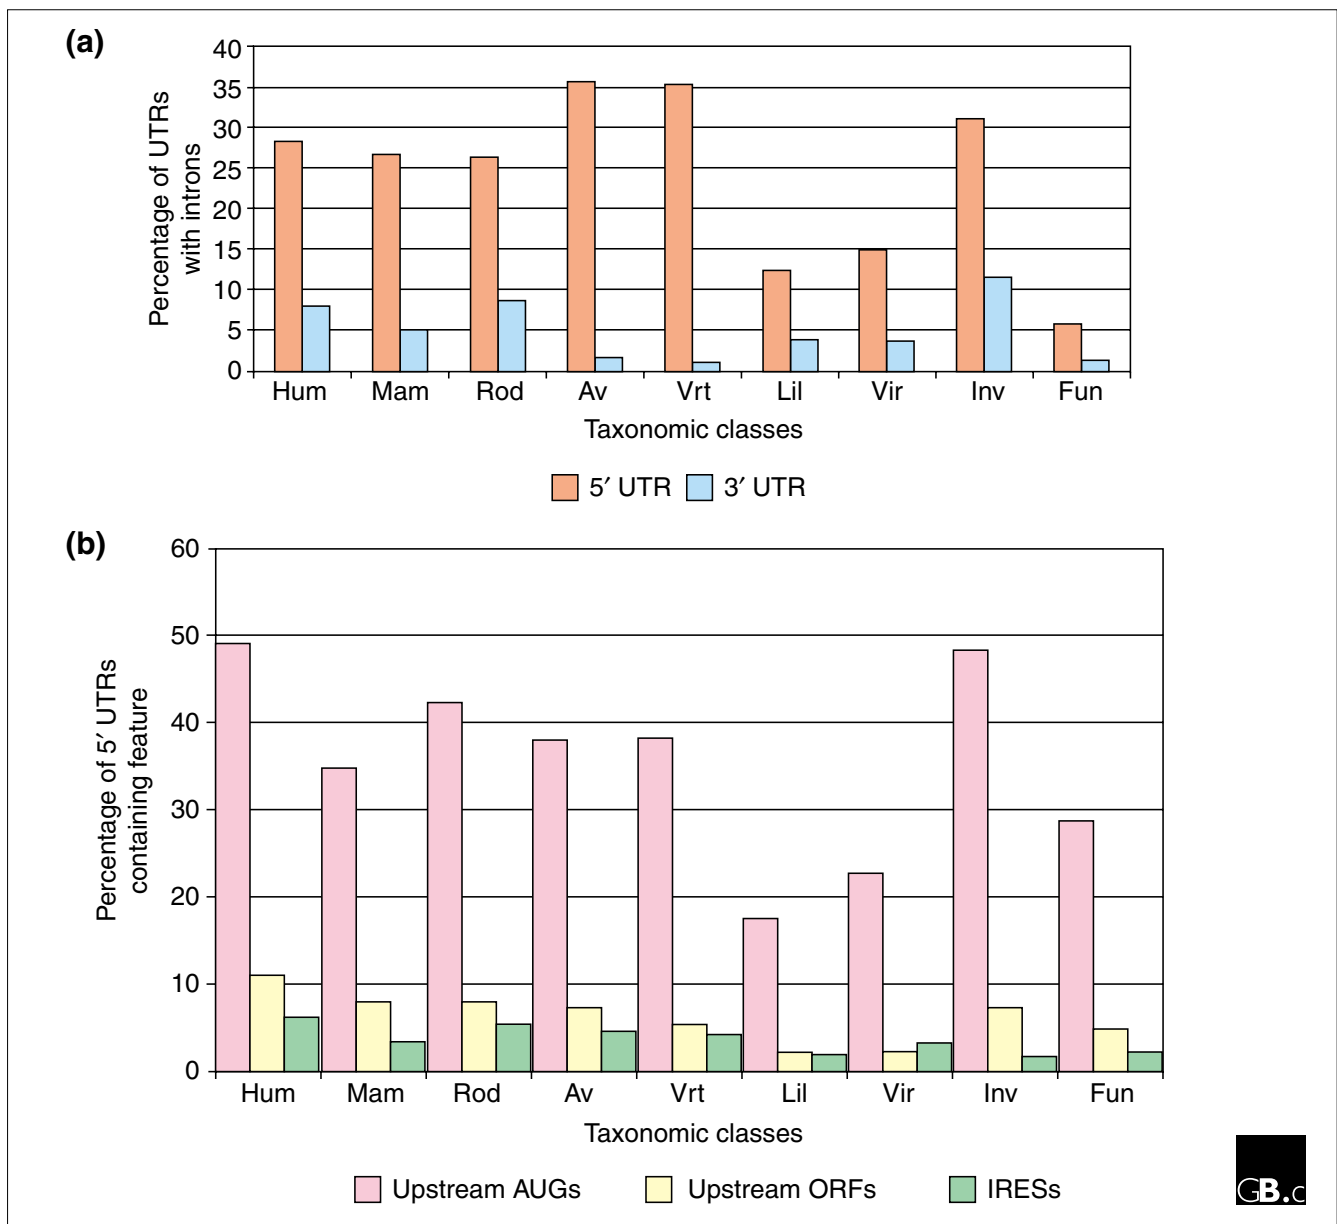 (a)
40
35
30
25
20
15
10
5
0
Percentage of UTRs
with introns
Hum Mam Rod Av Vrt Lil Vir Inv Fun
Taxonomic classes
5′ UTR 3′ UTR
(b)
60
50
40
30
20
10
0
Percentage of 5′ UTRs
containing feature
Hum Mam Rod Av Vrt Lil Vir Inv Fun
Taxonomic classes
Upstream AUGs Upstream ORFs IRESs
GB.c